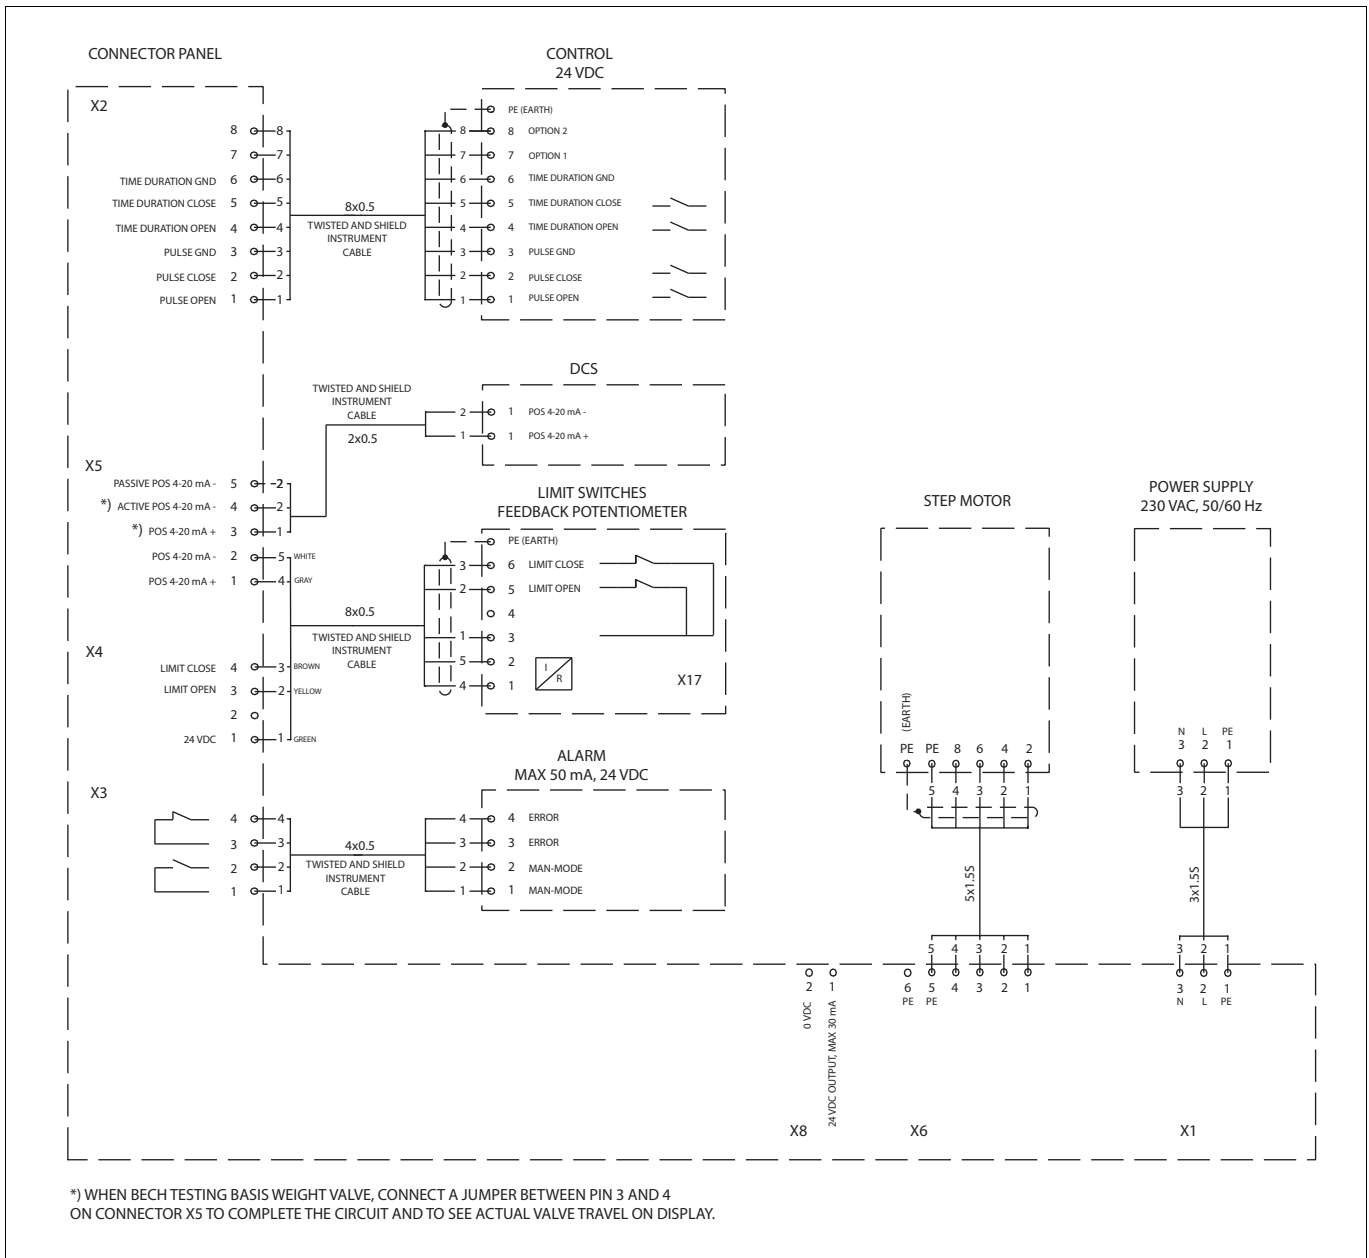 CONNECTOR PANEL
X2
8 8
7 7
TIME DURATION GND 6 6
TIME DURATION CLOSE 5 5
TIME DURATION OPEN 4 4
PULSE GND 3 3
PULSE CLOSE 2 2
PULSE OPEN 1 1
8x0.5
TWISTED AND SHIELD
INSTRUMENT
CABLE
CONTROL
24 VDC
PE (EARTH)
8 8 OPTION 2
7 7 OPTION 1
6 6 TIME DURATION GND
5 5 TIME DURATION CLOSE
4 4 TIME DURATION OPEN
3 3 PULSE GND
2 2 PULSE CLOSE
1 1 PULSE OPEN
DCS
TWISTED AND SHIELD
INSTRUMENT
CABLE
2x0.5
2 1 POS 4-20 mA -
1 1 POS 4-20 mA +
X5
PASSIVE POS 4-20 mA - 5 2
*) ACTIVE POS 4-20 mA - 4 2
*) POS 4-20 mA + 3 1
POS 4-20 mA - 2 5 WHITE
POS 4-20 mA + 1 4 GRAY
8x0.5
TWISTED AND SHIELD
INSTRUMENT
CABLE
X4
LIMIT CLOSE 4 3 BROWN
LIMIT OPEN 3 2 YELLOW
2
24 VDC 1 1 GREEN
LIMIT SWITCHES
FEEDBACK POTENTIOMETER
PE (EARTH)
3 6 LIMIT CLOSE
2 5 LIMIT OPEN
4
1 3
5 2
4 1
I
R
X17
X3
4 4
3 3
2 2
1 1
4x0.5
TWISTED AND SHIELD
INSTRUMENT
CABLE
ALARM
MAX 50 mA, 24 VDC
4 4 ERROR
3 3 ERROR
2 2 MAN-MODE
1 1 MAN-MODE
STEP MOTOR
(EARTH)
PE PE 8 6 4 2
5 4 3 2 1
5x1.5S
5 4 3 2 1
6 5 4 3 2 1
PE PE
X6
POWER SUPPLY
230 VAC, 50/60 Hz
N L PE
3 2 1
3 2 1
3x1.5S
3 2 1
3 2 1
N L PE
X1
2 1
0 VDC
24 VDC OUTPUT, MAX 30 mA
X8
*) WHEN BECH TESTING BASIS WEIGHT VALVE, CONNECT A JUMPER BETWEEN PIN 3 AND 4
ON CONNECTOR X5 TO COMPLETE THE CIRCUIT AND TO SEE ACTUAL VALVE TRAVEL ON DISPLAY.